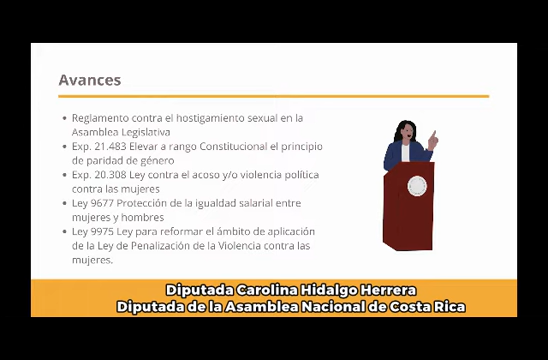 Avances
• Reglamento contra el hostigamiento sexual en la
Asamblea Legislativa
• Exp. 21.483 Elevar a rango Constitucional el principio
de paridad de género
• Exp. 20.308 Ley contra el acoso y/o violencia política
contra las mujeres
• Ley 9677 Protección de la igualdad salarial entre
mujeres y hombres
• Ley 9975 Ley para reformar el ámbito de aplicación
de la Ley de Penalización de la Violencia contra las
mujeres.
Diputada Carolina Hidalgo Herrera
Diputada de la Asamblea Nacional de Costa Rica